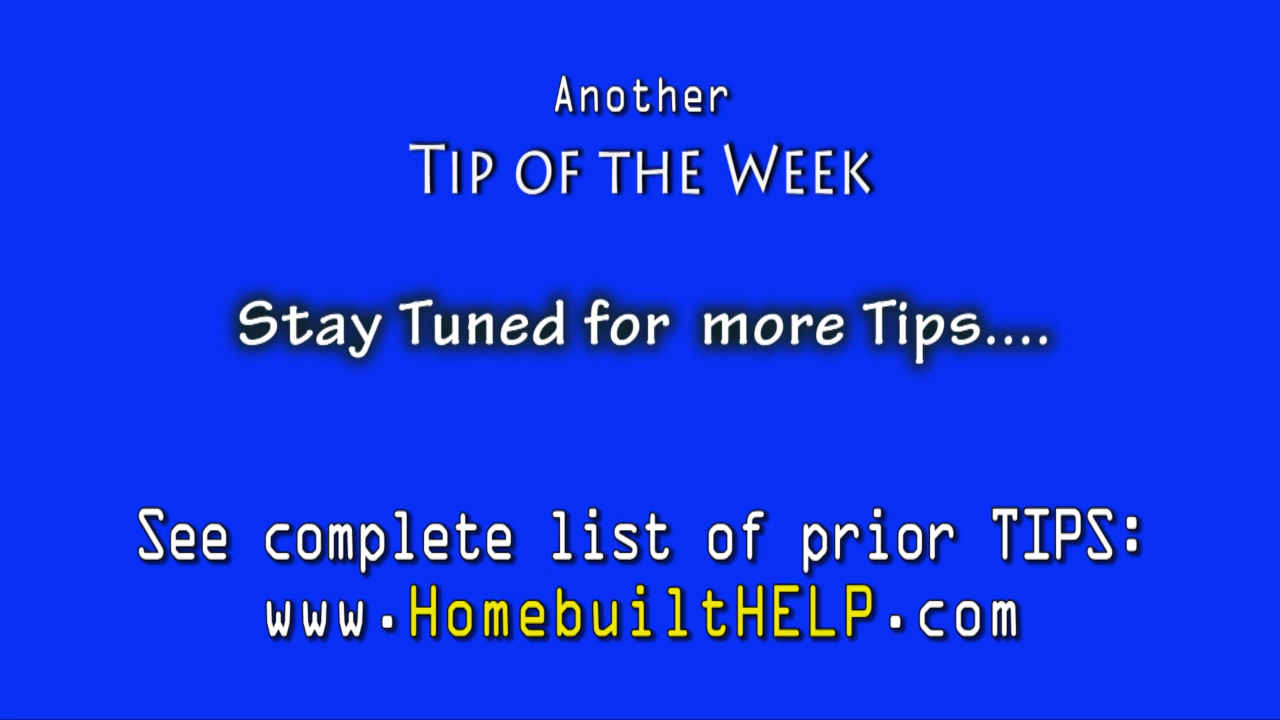 Another
Tip of the Week
Stay Tuned for more Tips....
See complete list of prior TIPS:
www.HomebuiltHELP.com